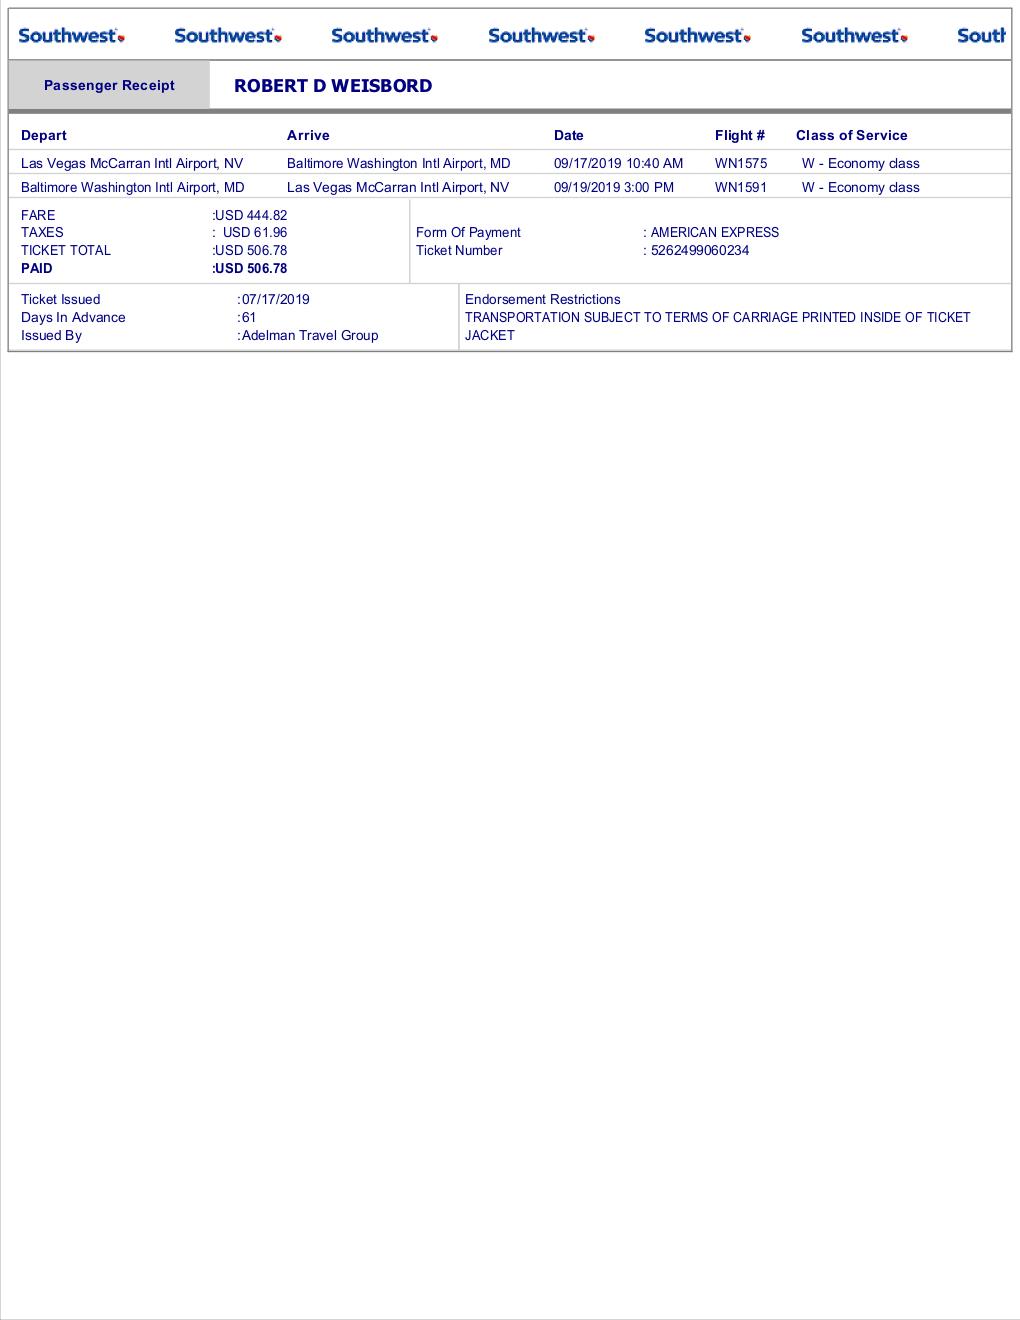 Southwest Southwest Southwest Southwest Southwest Southwest South
Passenger Receipt ROBERT D WEISBORD
Depart Arrive Date Flight # Class of Service
Las Vegas McCarran Intl Airport, NV Baltimore Washington Intl Airport, MD 09/17/2019 10:40 AM WN1575 W - Economy class
Baltimore Washington Intl Airport, MD Las Vegas McCarran Intl Airport, NV 09/19/2019 3:00 PM WN1591 W - Economy class
FARE :USD 444.82
TAXES : USD 61.96 Form Of Payment : AMERICAN EXPRESS
TICKET TOTAL :USD 506.78 Ticket Number : 5262499060234
PAID :USD 506.78
Ticket Issued :07/17/2019 Endorsement Restrictions
Days In Advance :61 TRANSPORTATION SUBJECT TO TERMS OF CARRIAGE PRINTED INSIDE OF TICKET
Issued By :Adelman Travel Group JACKET